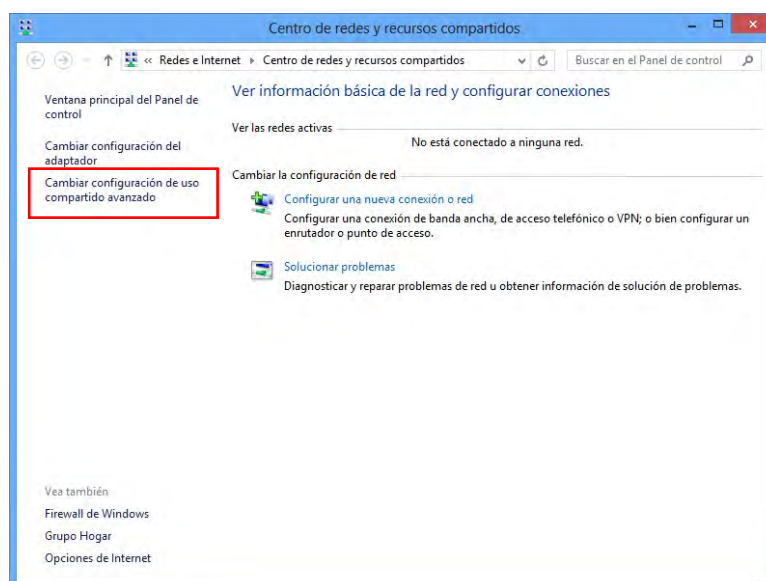 Centro de redes y recursos compartidos
« Redes e Internet ▸ Centro de redes y recursos compartidos
Buscar en el Panel de control
Ventana principal del Panel de
control
Cambiar configuración del
adaptador
Cambiar configuración de uso
compartido avanzado
Ver información básica de la red y configurar conexiones
Ver las redes activas
No está conectado a ninguna red.
Cambiar la configuración de red
Configurar una nueva conexión o red
Configurar una conexión de banda ancha, de acceso telefónico o VPN; o bien configurar un
enrutador o punto de acceso.
Solucionar problemas
Diagnosticar y reparar problemas de red u obtener información de solución de problemas.
Vea también
Firewall de Windows
Grupo Hogar
Opciones de Internet